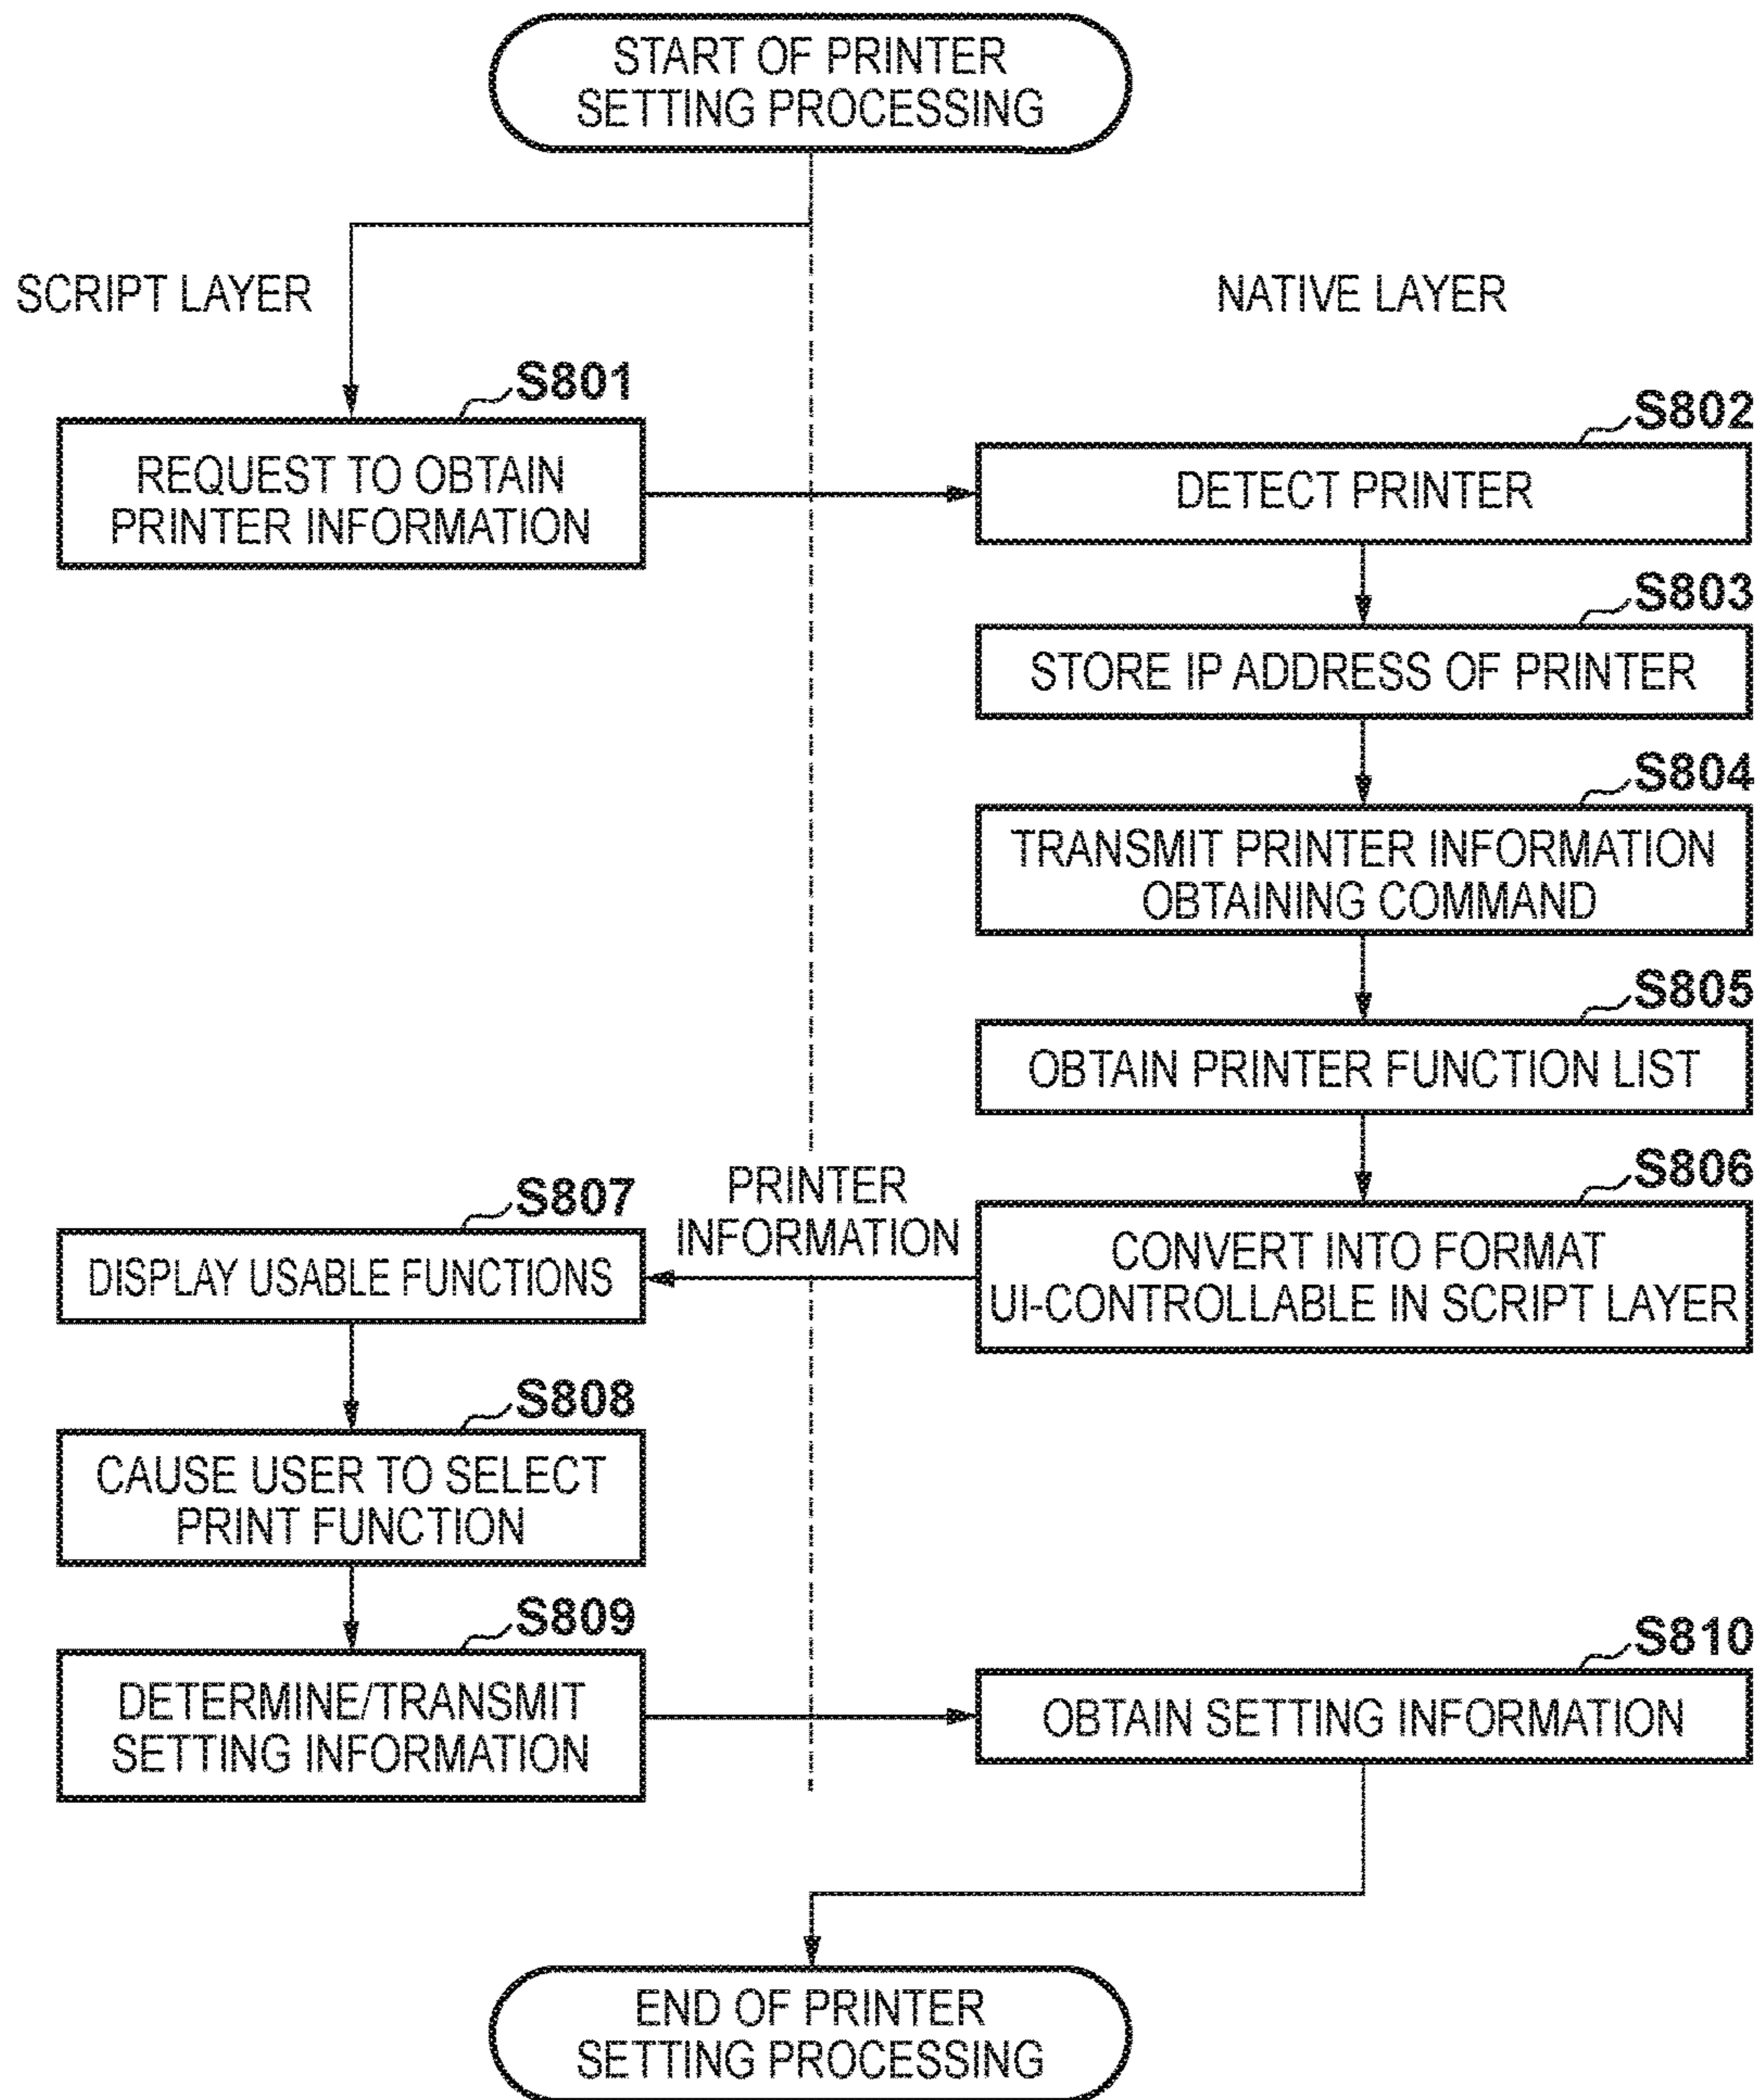 START OF PRINTER
SETTING PROCESSING
SCRIPT LAYER
NATIVE LAYER
S801
REQUEST TO OBTAIN
PRINTER INFORMATION
S802
DETECT PRINTER
S803
STORE IP ADDRESS OF PRINTER
S804
TRANSMIT PRINTER INFORMATION
OBTAINING COMMAND
S805
OBTAIN PRINTER FUNCTION LIST
S806
CONVERT INTO FORMAT
UI-CONTROLLABLE IN SCRIPT LAYER
PRINTER
INFORMATION
S807
DISPLAY USABLE FUNCTIONS
S808
CAUSE USER TO SELECT
PRINT FUNCTION
S809
DETERMINE/TRANSMIT
SETTING INFORMATION
S810
OBTAIN SETTING INFORMATION
END OF PRINTER
SETTING PROCESSING